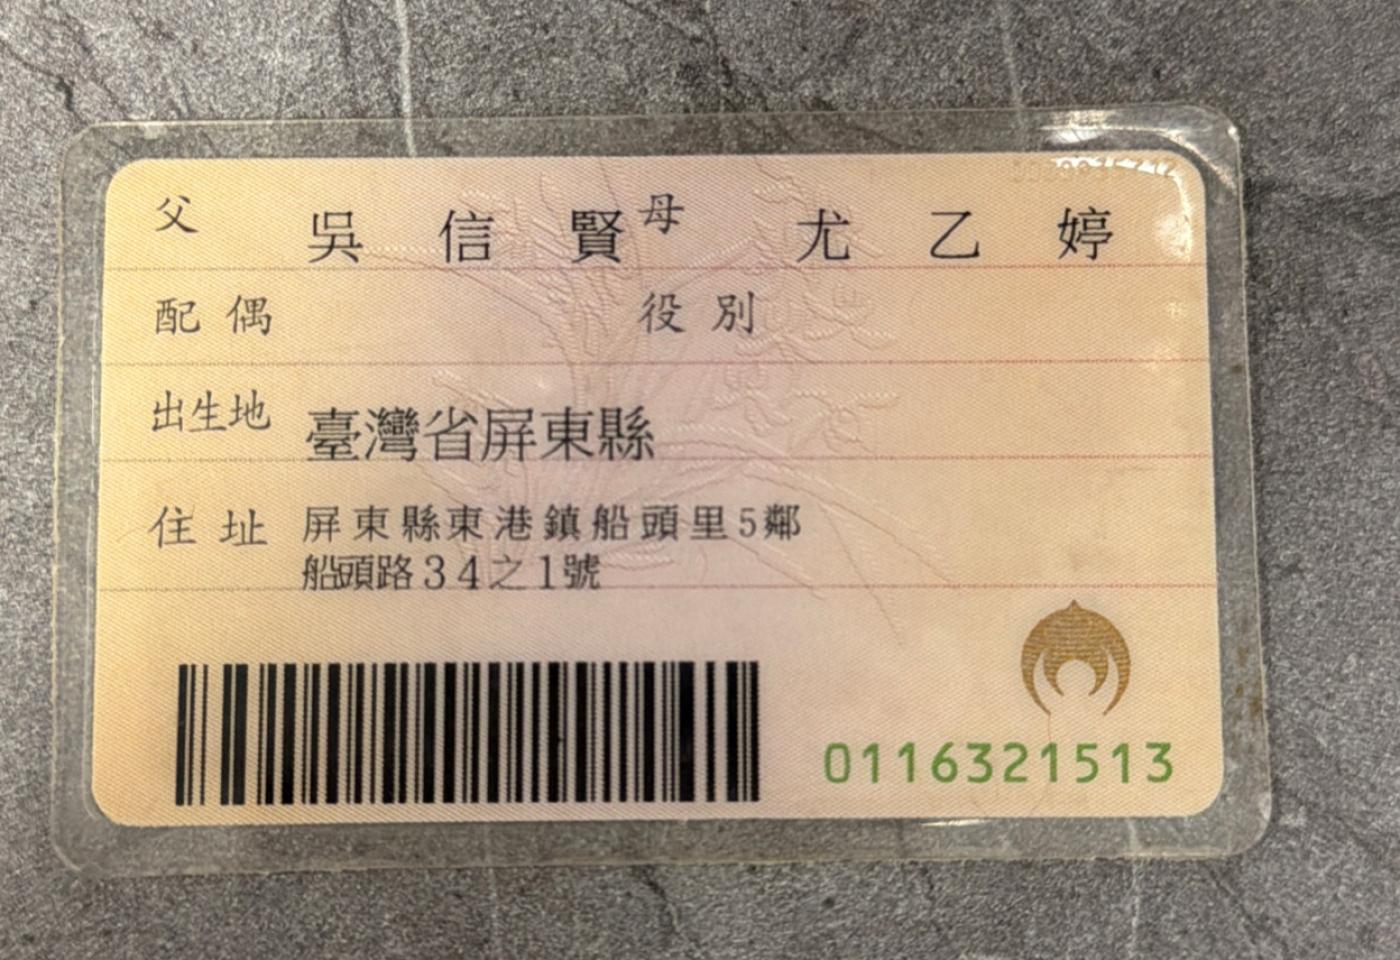 父 吳信賢 母 尤乙婷
配偶 役別
出生地 臺灣省屏東縣
住址 屏東縣東港鎮船頭里5鄰
船頭路34之1號
0116321513